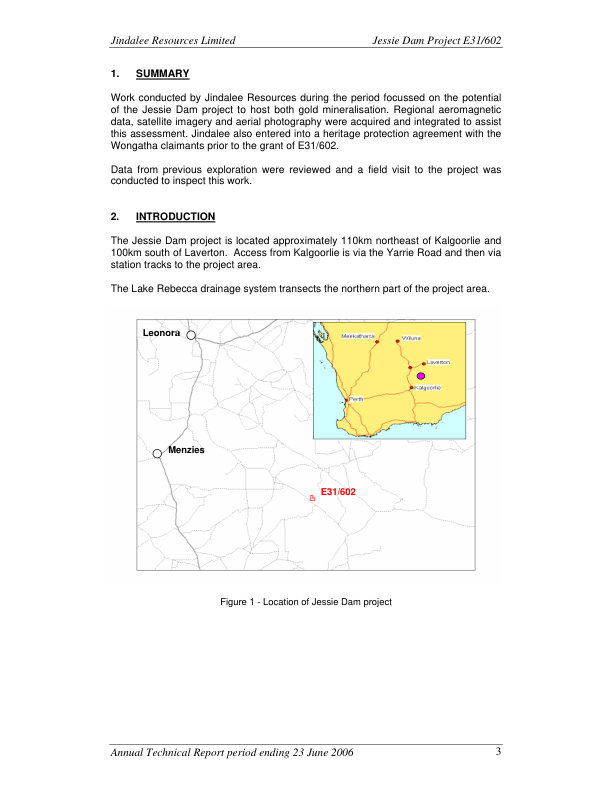 Jindalee Resources Limited Jessie Dam Project E31/602
1. SUMMARY
Work conducted by Jindalee Resources during the period focussed on the potential
of the Jessie Dam project to host both gold mineralisation. Regional aeromagnetic
data, satellite imagery and aerial photography were acquired and integrated to assist
this assessment. Jindalee also entered into a heritage protection agreement with the
Wongatha claimants prior to the grant of E31/602.
Data from previous exploration were reviewed and a field visit to the project was
conducted to inspect this work.
2. INTRODUCTION
The Jessie Dam project is located approximately 110km northeast of Kalgoorlie and
100km south of Laverton. Access from Kalgoorlie is via the Yarrie Road and then via
station tracks to the project area.
The Lake Rebecca drainage system transects the northern part of the project area.
Leonora
Meekatharra
Wiluna
Laverton
Kalgoorlie
Perth
Menzies
E31/602
Figure 1 - Location of Jessie Dam project
Annual Technical Report period ending 23 June 2006 3